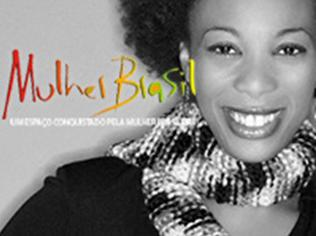 Mulher Brasil
UM ESPAÇO CONQUISTADO PELA MULHER